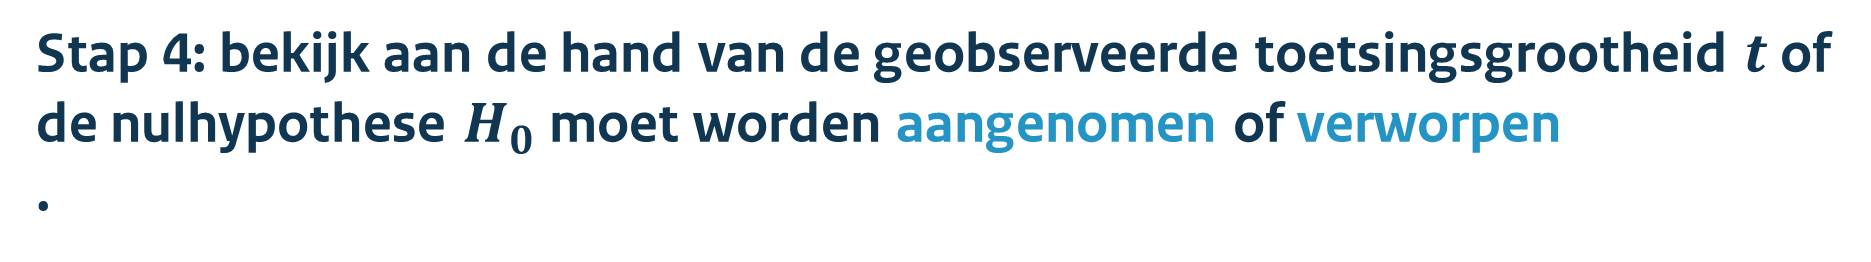 Stap 4: bekijk aan de hand van de geobserveerde toetsingsgrootheid t of
de nulhypothese H₀ moet worden aangenomen of verworpen
.